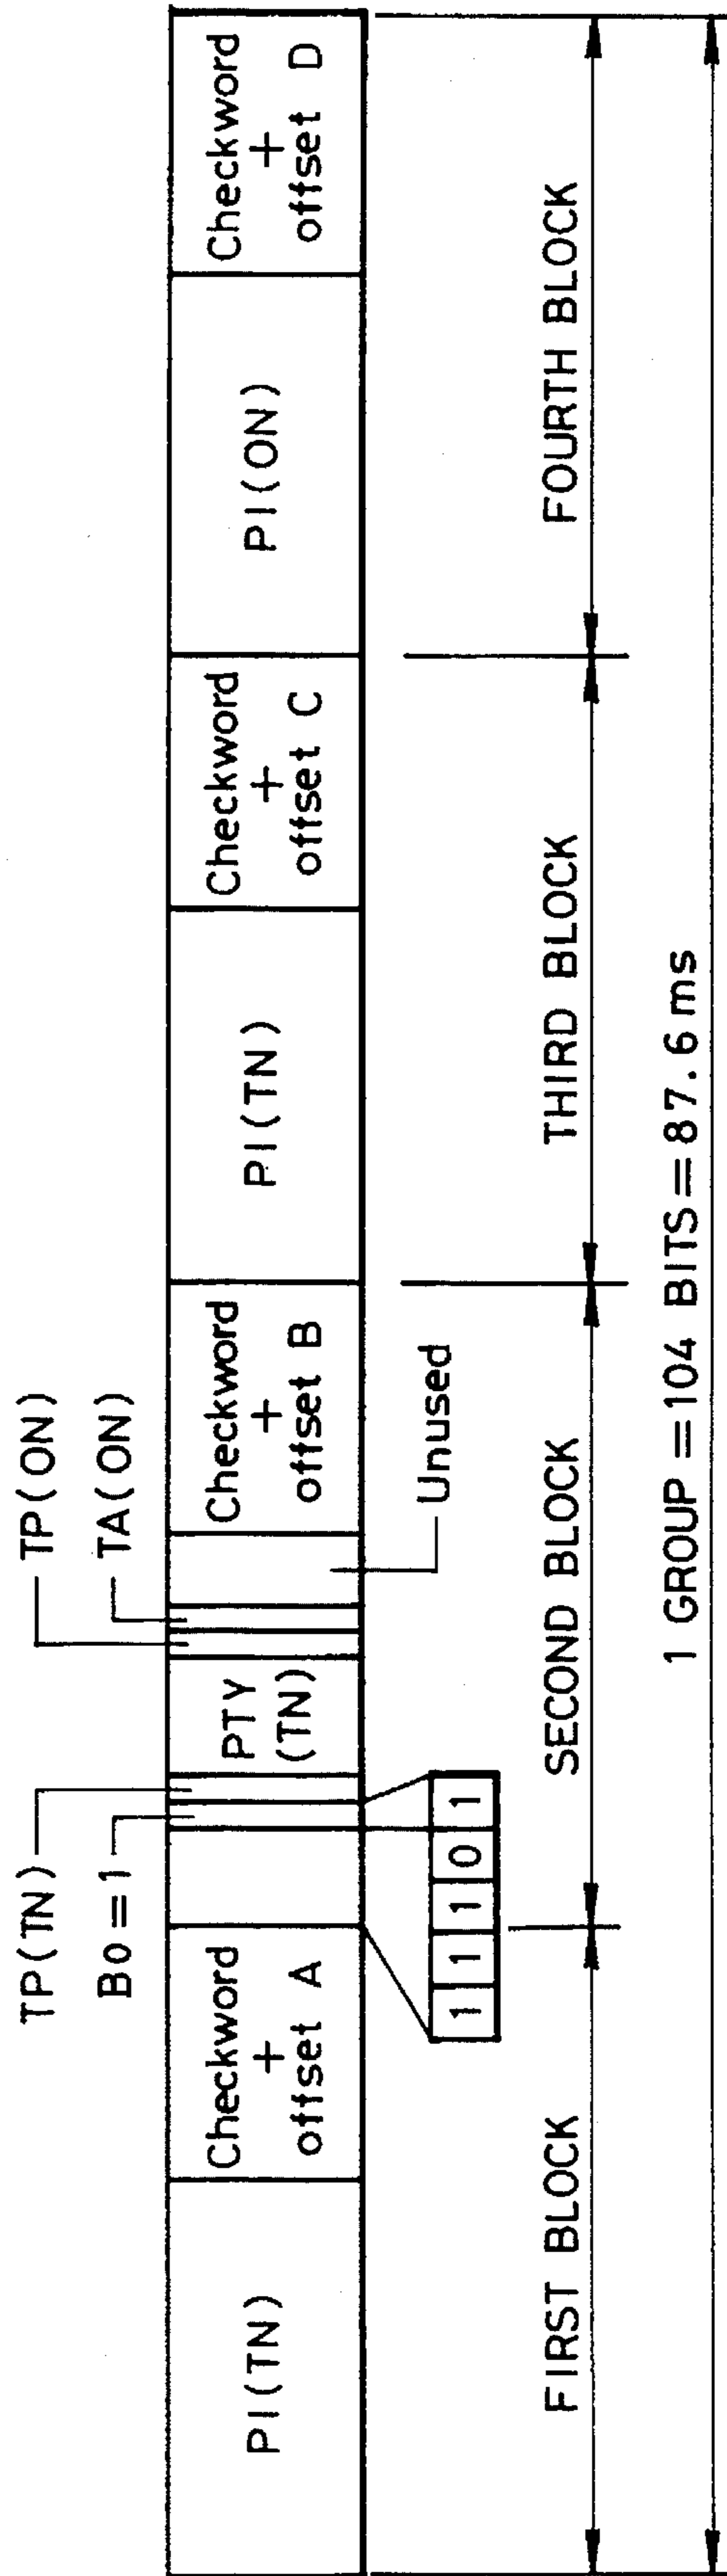 TP(TN)
B0=1
TP(ON)
TA(ON)
PI(TN)
Checkword
+
offset A
PTY
(TN)
Checkword
+
offset B
PI(TN)
Checkword
+
offset C
PI(ON)
Checkword
+
offset D
1 1 1 0 1
Unused
FIRST BLOCK
SECOND BLOCK
THIRD BLOCK
FOURTH BLOCK
1 GROUP = 104 BITS = 87.6 ms